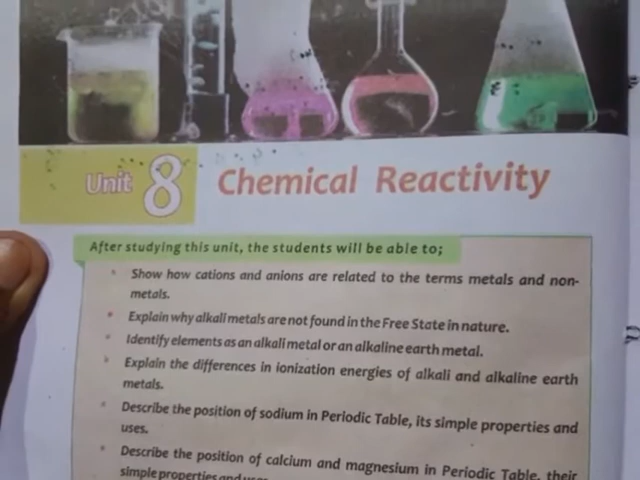 Unit 8 Chemical Reactivity
After studying this unit, the students will be able to;
Show how cations and anions are related to the terms metals and non-
metals.
Explain why alkali metals are not found in the Free State in nature.
Identify elements as an alkali metal or an alkaline earth metal.
Explain the differences in ionization energies of alkali and alkaline earth
metals.
Describe the position of sodium in Periodic Table, its simple properties and
uses.
Describe the position of calcium and magnesium in Periodic Table, their
simple properties and uses